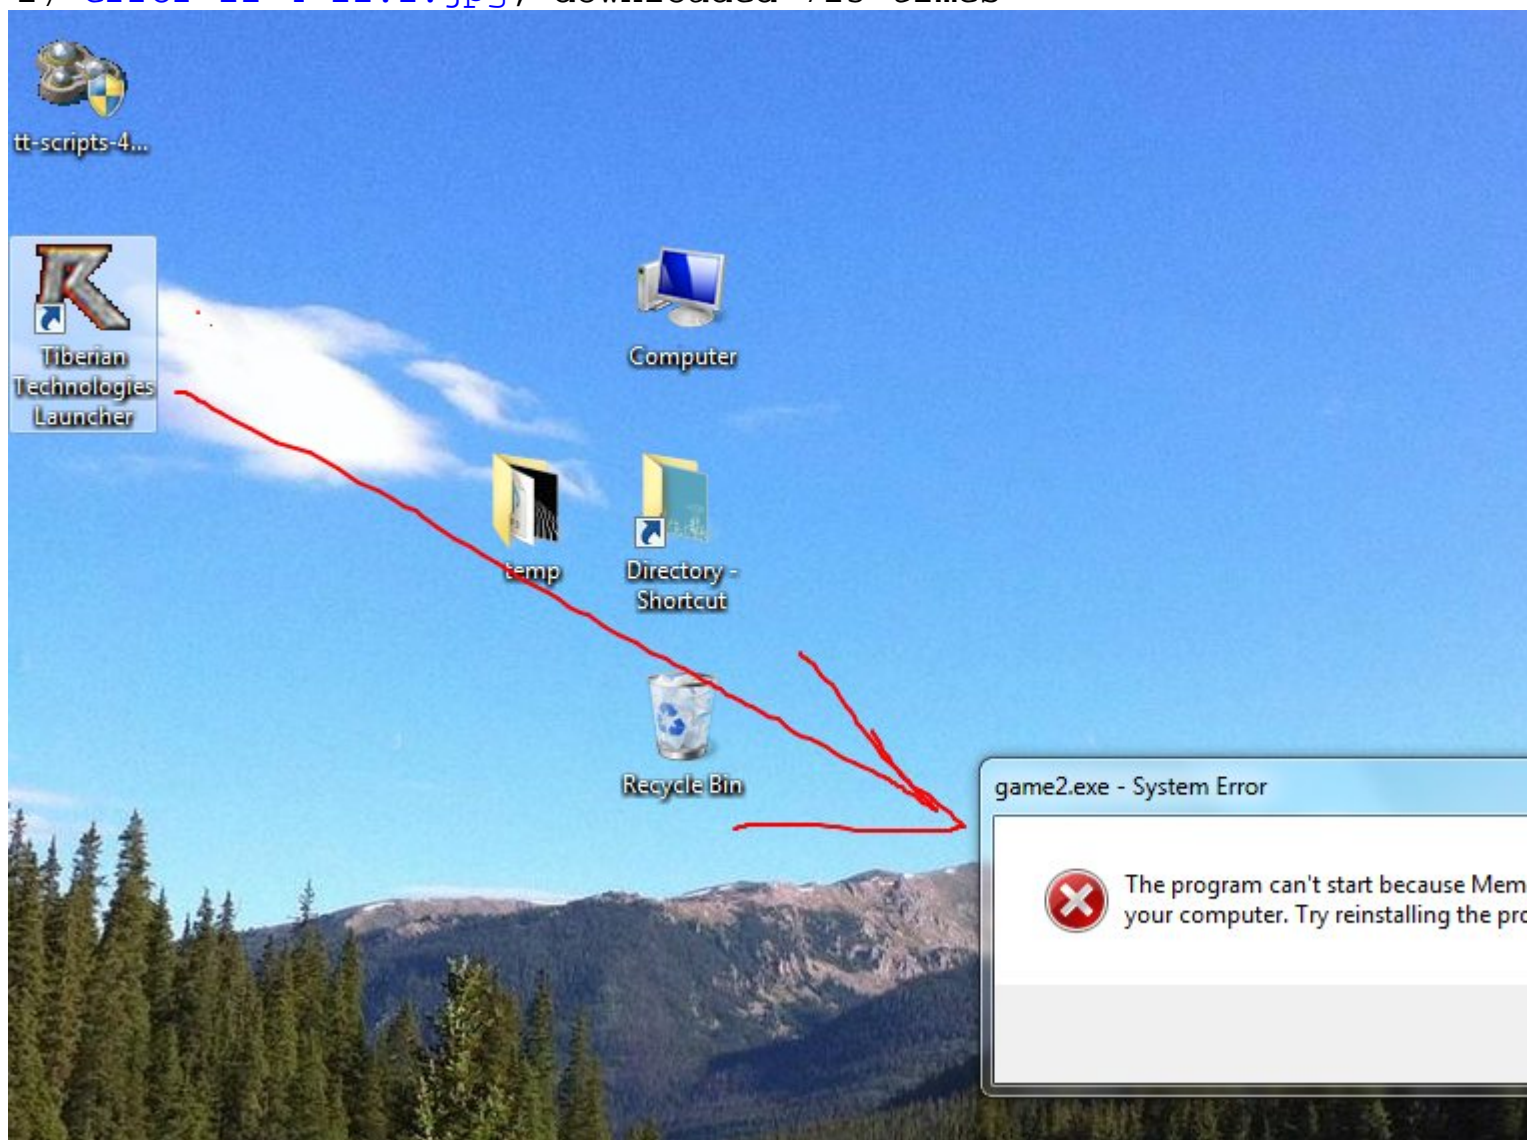 tt-scripts-4...
Tiberian
Technologies
Launcher
Computer
temp
Directory -
Shortcut
Recycle Bin
game2.exe - System Error
The program can't start because Mem
your computer. Try reinstalling the pro